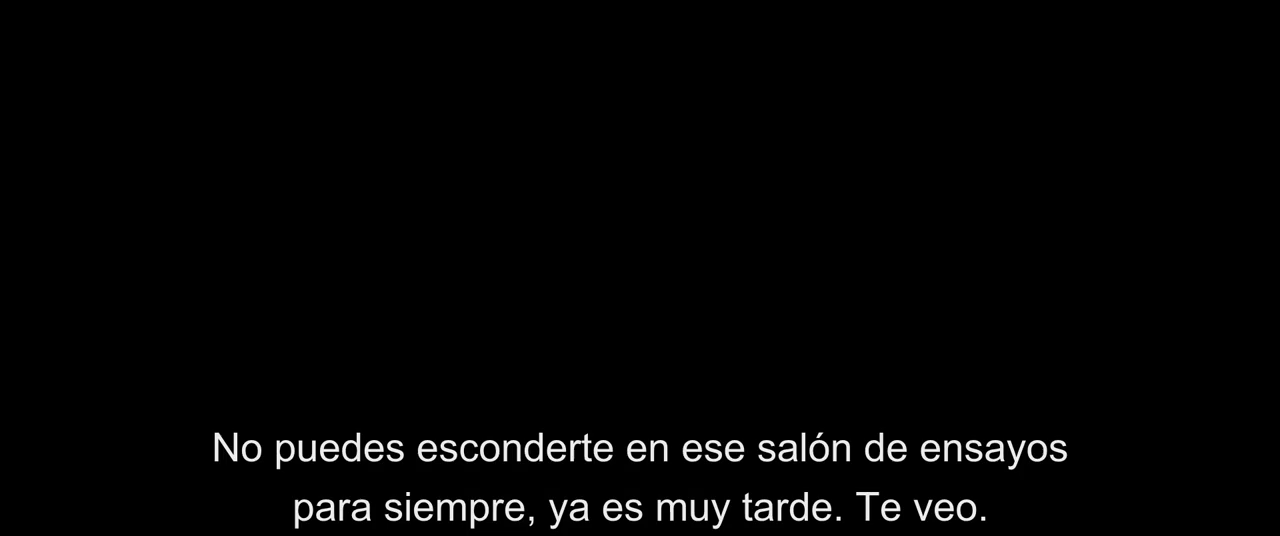 No puedes esconderte en ese salón de ensayos
para siempre, ya es muy tarde. Te veo.